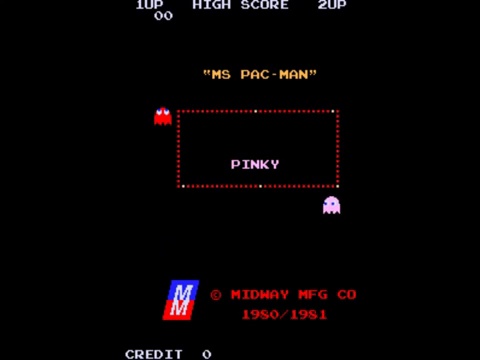 1UP HIGH SCORE 2UP
00
"MS PAC-MAN"
PINKY
MM
© MIDWAY MFG CO
1980/1981
CREDIT 0